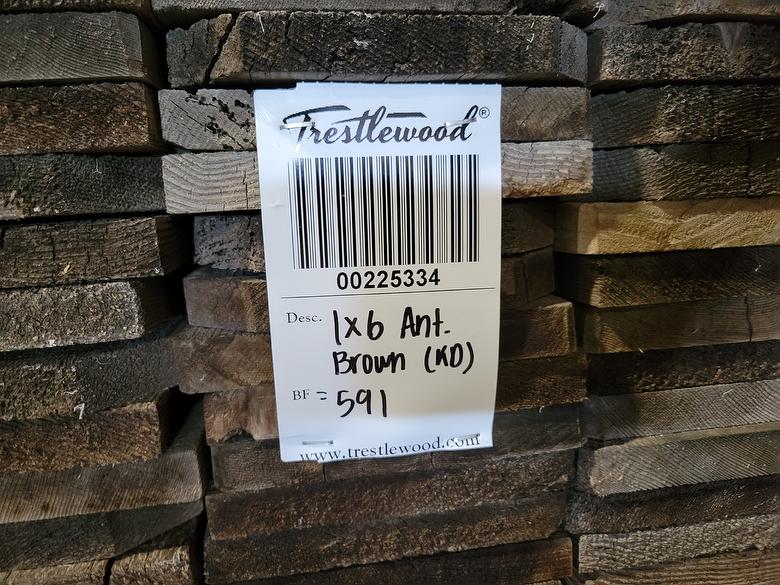 Trestlewood®
00225334
Desc. 1x6 Ant.
Brown (KD)
BF = 591
www.trestlewood.com